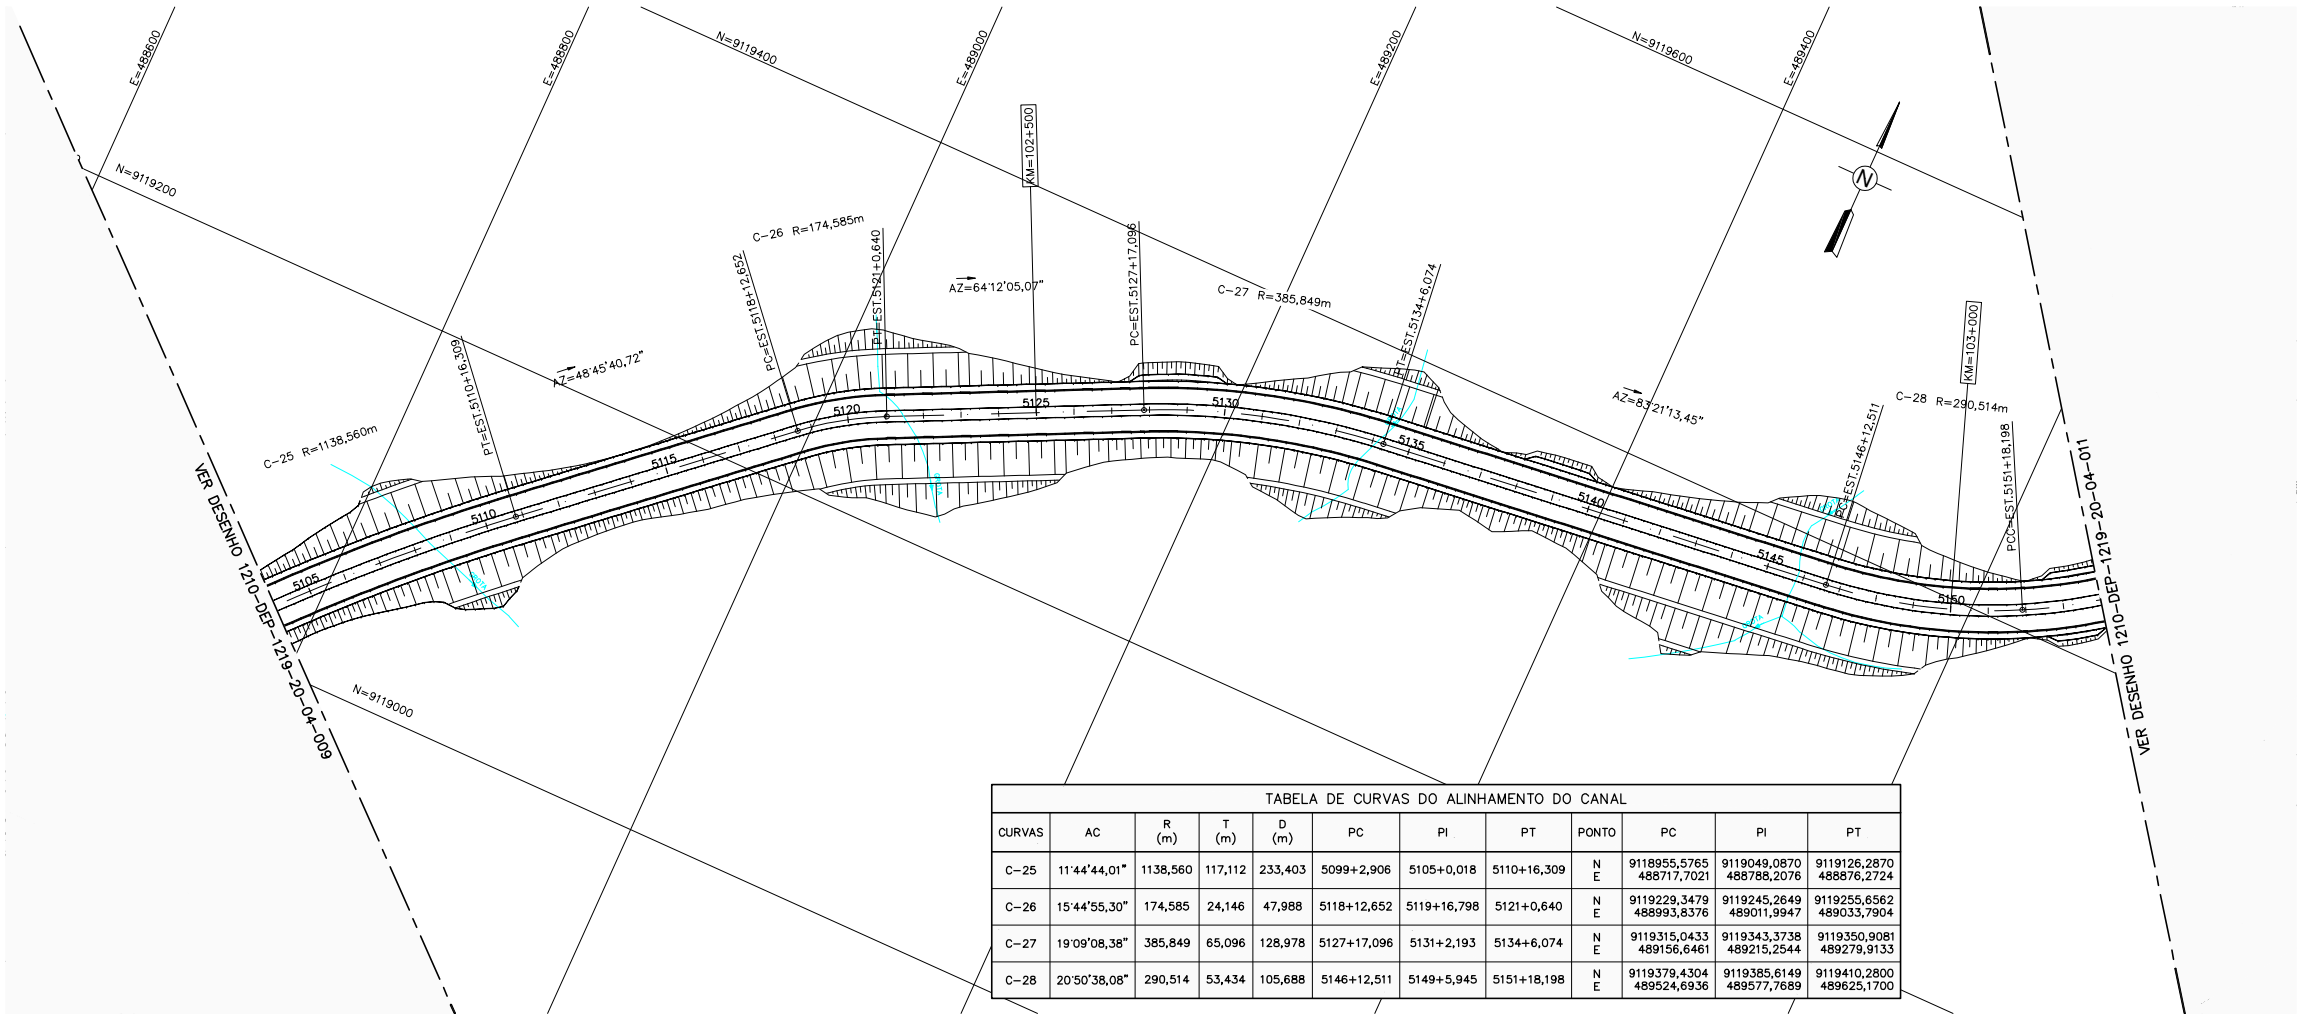 E=488600
E=488800
E=489000
E=489200
E=489400
N=9119400
N=9119600
N=9119200
N=9119000
KM=102+500
KM=103+000
N
C-25 R=1138,560m
PT=EST.5110+16,309
AZ=48°45'40,72"
PC=EST.5118+12,652
C-26 R=174,585m
PT=EST.5121+0,640
AZ=64°12'05,07"
PC=EST.5127+17,096
C-27 R=385,849m
PT=EST.5134+6,074
AZ=83°21'13,45"
PC=EST.5146+12,511
C-28 R=290,514m
PCC=EST.5151+18,198
5105
5110
5115
5120
5125
5130
5135
5140
5145
5150
VER DESENHO 1210-DEP-1219-20-04-009
VER DESENHO 1210-DEP-1219-20-04-011
TABELA DE CURVAS DO ALINHAMENTO DO CANAL
CURVAS AC R (m) T (m) D (m) PC PI PT PONTO PC PI PT
C-25 11°44'44,01" 1138,560 117,112 233,403 5099+2,906 5105+0,018 5110+16,309 N 9118955,5765 9119049,0870 9119126,2870
E 488717,7021 488788,2076 488876,2724
C-26 15°44'55,30" 174,585 24,146 47,988 5118+12,652 5119+16,798 5121+0,640 N 9119229,3479 9119245,2649 9119255,6562
E 488993,8376 489011,9947 489033,7904
C-27 19°09'08,38" 385,849 65,096 128,978 5127+17,096 5131+2,193 5134+6,074 N 9119315,0433 9119343,3738 9119350,9081
E 489156,6461 489215,2544 489279,9133
C-28 20°50'38,08" 290,514 53,434 105,688 5146+12,511 5149+5,945 5151+18,198 N 9119379,4304 9119385,6149 9119410,2800
E 489524,6936 489577,7689 489625,1700